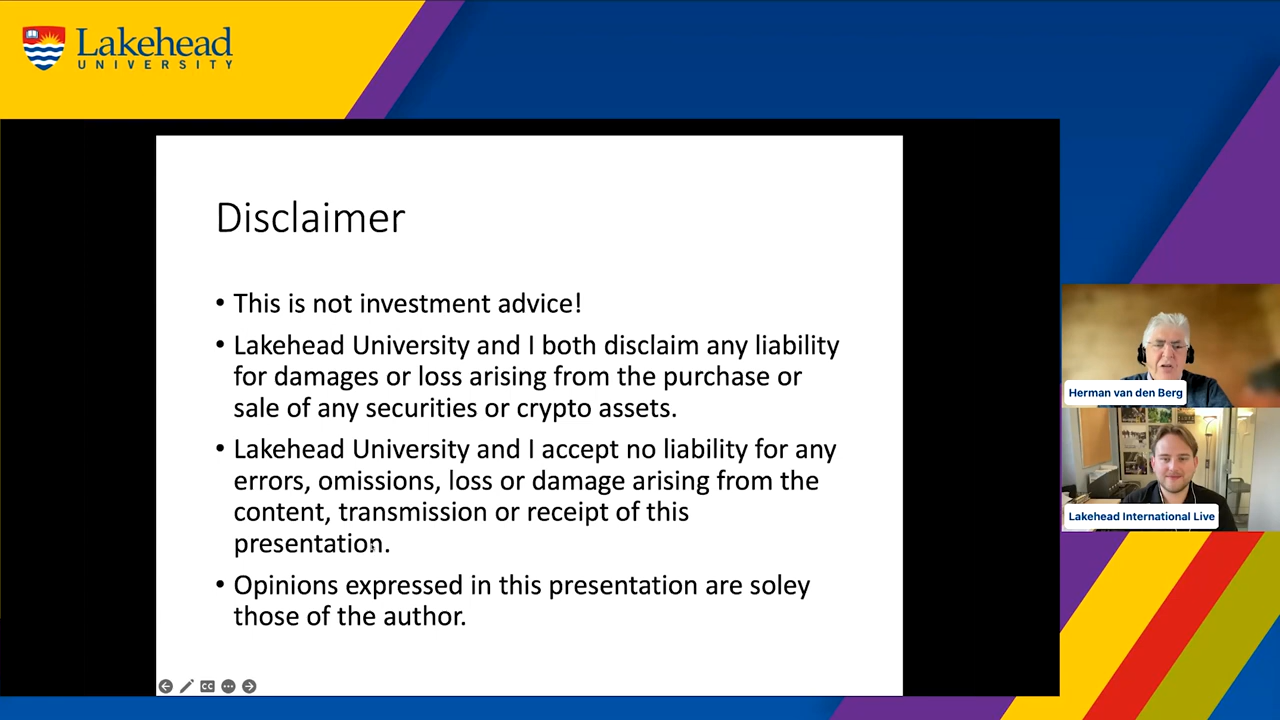 Lakehead
UNIVERSITY
Disclaimer
• This is not investment advice!
• Lakehead University and I both disclaim any liability
for damages or loss arising from the purchase or
sale of any securities or crypto assets.
• Lakehead University and I accept no liability for any
errors, omissions, loss or damage arising from the
content, transmission or receipt of this
presentation.
• Opinions expressed in this presentation are soley
those of the author.
CC
Herman van den Berg
Lakehead International Live